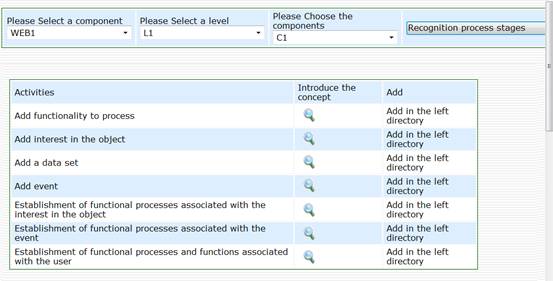 Please Select a component
WEB1
Please Select a level
L1
Please Choose the
components
C1
Recognition process stages
Activities
Introduce the
concept
Add
Add functionality to process
Add in the left
directory
Add interest in the object
Add in the left
directory
Add a data set
Add in the left
directory
Add event
Add in the left
directory
Establishment of functional processes associated with the
interest in the object
Add in the left
directory
Establishment of functional processes associated with the
event
Add in the left
directory
Establishment of functional processes and functions associated
with the user
Add in the left
directory